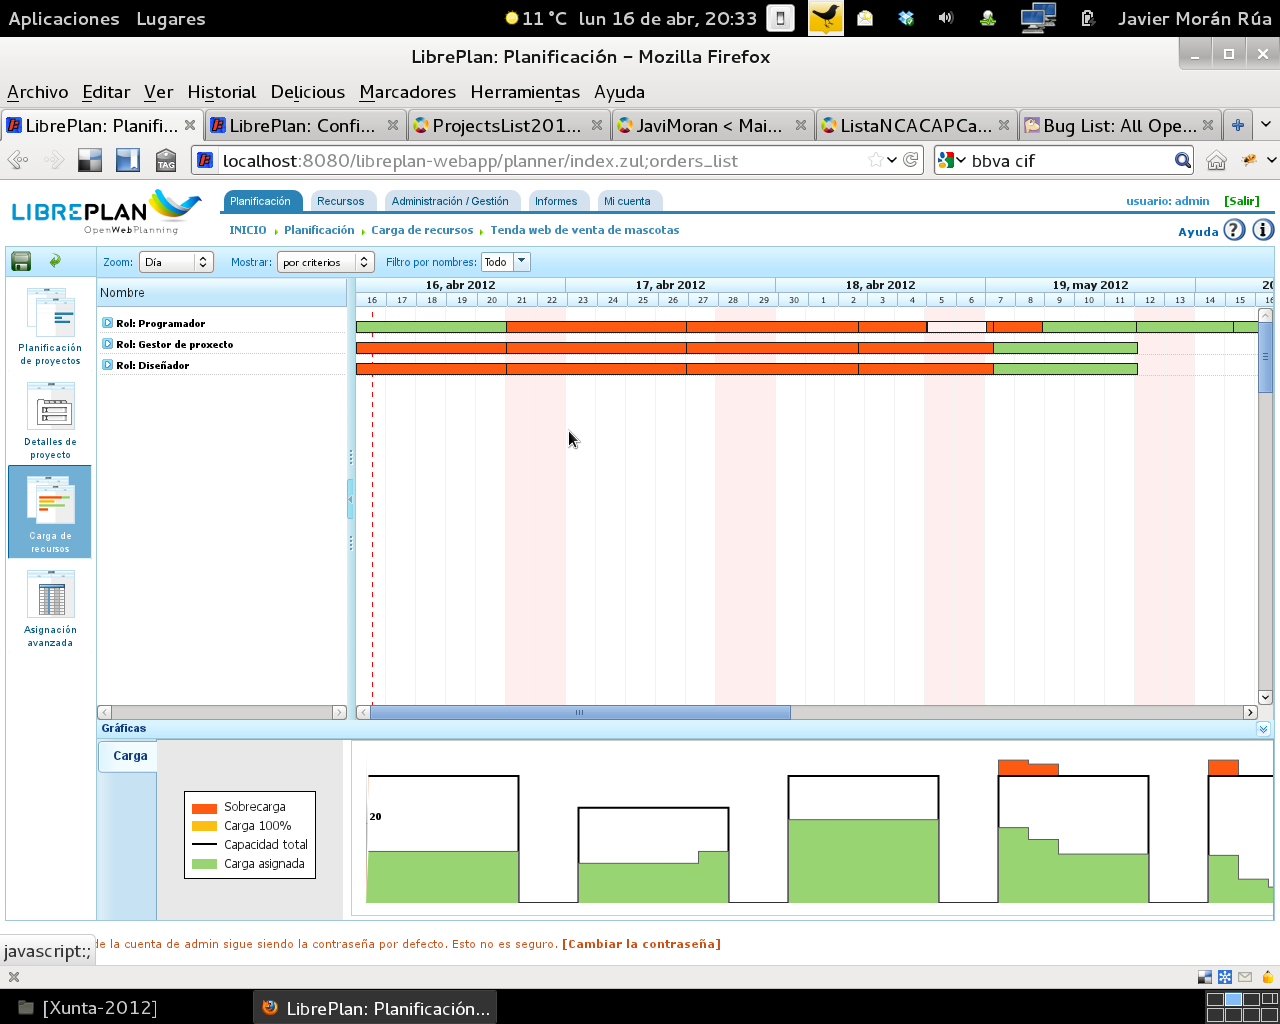 Aplicaciones Lugares 11 °C lun 16 de abr, 20:33 Javier Morán Rúa
LibrePlan: Planificación - Mozilla Firefox
Archivo Editar Ver Historial Delicious Marcadores Herramientas Ayuda
LibrePlan: Planifi... LibrePlan: Confi... ProjectsList201... JaviMoran < Mai... ListaNCACAPCa... Bug List: All Ope...
TAG localhost:8080/libreplan-webapp/planner/index.zul;orders_list bbva cif
LIBREPLAN
OpenWebPlanning
Planificación Recursos Administración / Gestión Informes Mi cuenta usuario: admin [Salir]
INICIO Planificación Carga de recursos Tenda web de venta de mascotas Ayuda
Zoom: Día Mostrar: por criterios Filtro por nombres: Todo
Nombre
16, abr 2012 17, abr 2012 18, abr 2012 19, may 2012 20
16 17 18 19 20 21 22 23 24 25 26 27 28 29 30 1 2 3 4 5 6 7 8 9 10 11 12 13 14 15 16
Rol: Programador
Rol: Gestor de proxecto
Rol: Diseñador
Planificación
de proyectos
Detalles de
proyecto
Carga de
recursos
Asignación
avanzada
Gráficas
Carga
Sobrecarga
Carga 100%
Capacidad total
Carga asignada
20
de la cuenta de admin sigue siendo la contraseña por defecto. Esto no es seguro. [Cambiar la contraseña]
javascript:;
[Xunta-2012] LibrePlan: Planificación...